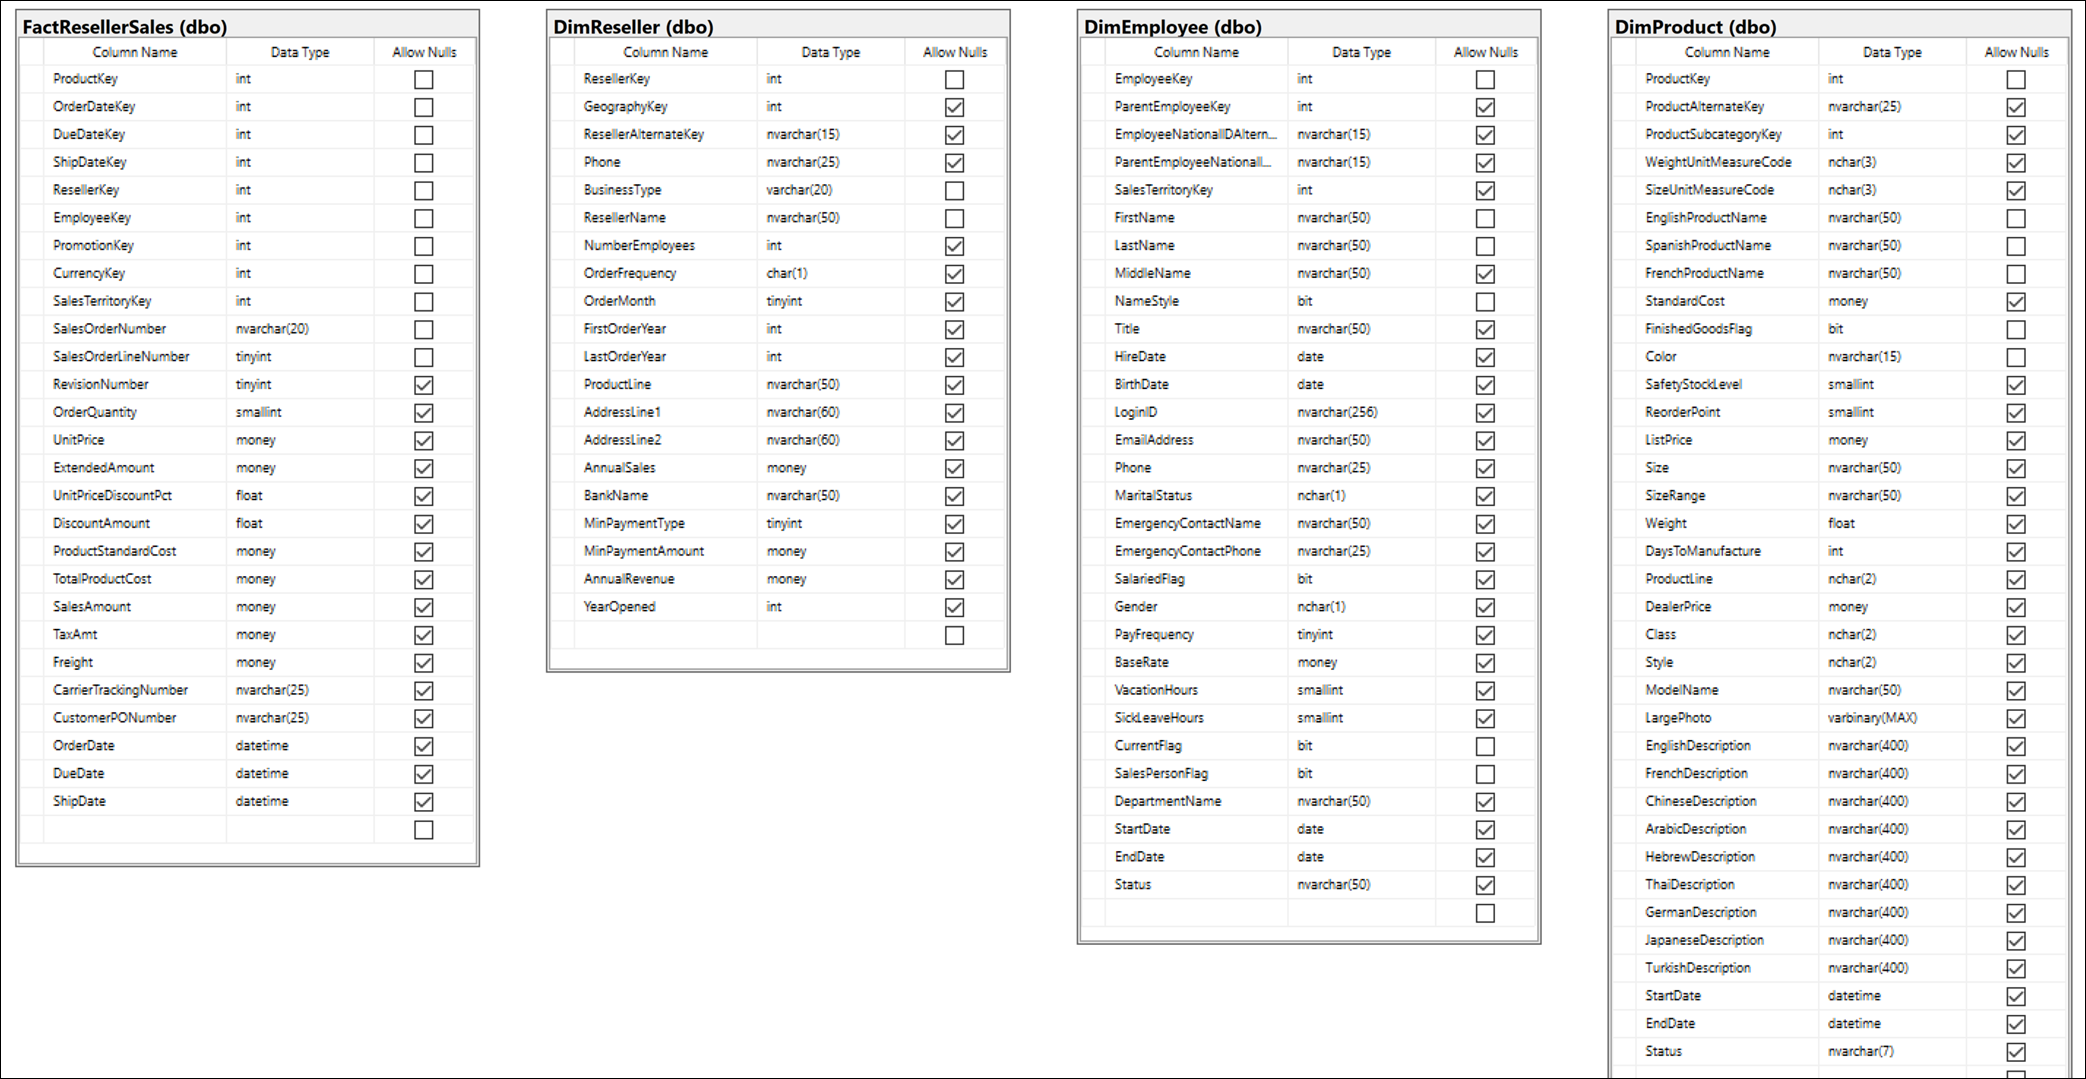 FactResellerSales (dbo)
Column Name Data Type Allow Nulls
ProductKey int
OrderDateKey int
DueDateKey int
ShipDateKey int
ResellerKey int
EmployeeKey int
PromotionKey int
CurrencyKey int
SalesTerritoryKey int
SalesOrderNumber nvarchar(20)
SalesOrderLineNumber tinyint
RevisionNumber tinyint
OrderQuantity smallint
UnitPrice money
ExtendedAmount money
UnitPriceDiscountPct float
DiscountAmount float
ProductStandardCost money
TotalProductCost money
SalesAmount money
TaxAmt money
Freight money
CarrierTrackingNumber nvarchar(25)
CustomerPONumber nvarchar(25)
OrderDate datetime
DueDate datetime
ShipDate datetime
DimReseller (dbo)
Column Name Data Type Allow Nulls
ResellerKey int
GeographyKey int
ResellerAlternateKey nvarchar(15)
Phone nvarchar(25)
BusinessType varchar(20)
ResellerName nvarchar(50)
NumberEmployees int
OrderFrequency char(1)
OrderMonth tinyint
FirstOrderYear int
LastOrderYear int
ProductLine nvarchar(50)
AddressLine1 nvarchar(60)
AddressLine2 nvarchar(60)
AnnualSales money
BankName nvarchar(50)
MinPaymentType tinyint
MinPaymentAmount money
AnnualRevenue money
YearOpened int
DimEmployee (dbo)
Column Name Data Type Allow Nulls
EmployeeKey int
ParentEmployeeKey int
EmployeeNationalIDAltern... nvarchar(15)
ParentEmployeeNationalI... nvarchar(15)
SalesTerritoryKey int
FirstName nvarchar(50)
LastName nvarchar(50)
MiddleName nvarchar(50)
NameStyle bit
Title nvarchar(50)
HireDate date
BirthDate date
LoginID nvarchar(256)
EmailAddress nvarchar(50)
Phone nvarchar(25)
MaritalStatus nchar(1)
EmergencyContactName nvarchar(50)
EmergencyContactPhone nvarchar(25)
SalariedFlag bit
Gender nchar(1)
PayFrequency tinyint
BaseRate money
VacationHours smallint
SickLeaveHours smallint
CurrentFlag bit
SalesPersonFlag bit
DepartmentName nvarchar(50)
StartDate date
EndDate date
Status nvarchar(50)
DimProduct (dbo)
Column Name Data Type Allow Nulls
ProductKey int
ProductAlternateKey nvarchar(25)
ProductSubcategoryKey int
WeightUnitMeasureCode nchar(3)
SizeUnitMeasureCode nchar(3)
EnglishProductName nvarchar(50)
SpanishProductName nvarchar(50)
FrenchProductName nvarchar(50)
StandardCost money
FinishedGoodsFlag bit
Color nvarchar(15)
SafetyStockLevel smallint
ReorderPoint smallint
ListPrice money
Size nvarchar(50)
SizeRange nvarchar(50)
Weight float
DaysToManufacture int
ProductLine nchar(2)
DealerPrice money
Class nchar(2)
Style nchar(2)
ModelName nvarchar(50)
LargePhoto varbinary(MAX)
EnglishDescription nvarchar(400)
FrenchDescription nvarchar(400)
ChineseDescription nvarchar(400)
ArabicDescription nvarchar(400)
HebrewDescription nvarchar(400)
ThaiDescription nvarchar(400)
GermanDescription nvarchar(400)
JapaneseDescription nvarchar(400)
TurkishDescription nvarchar(400)
StartDate datetime
EndDate datetime
Status nvarchar(7)